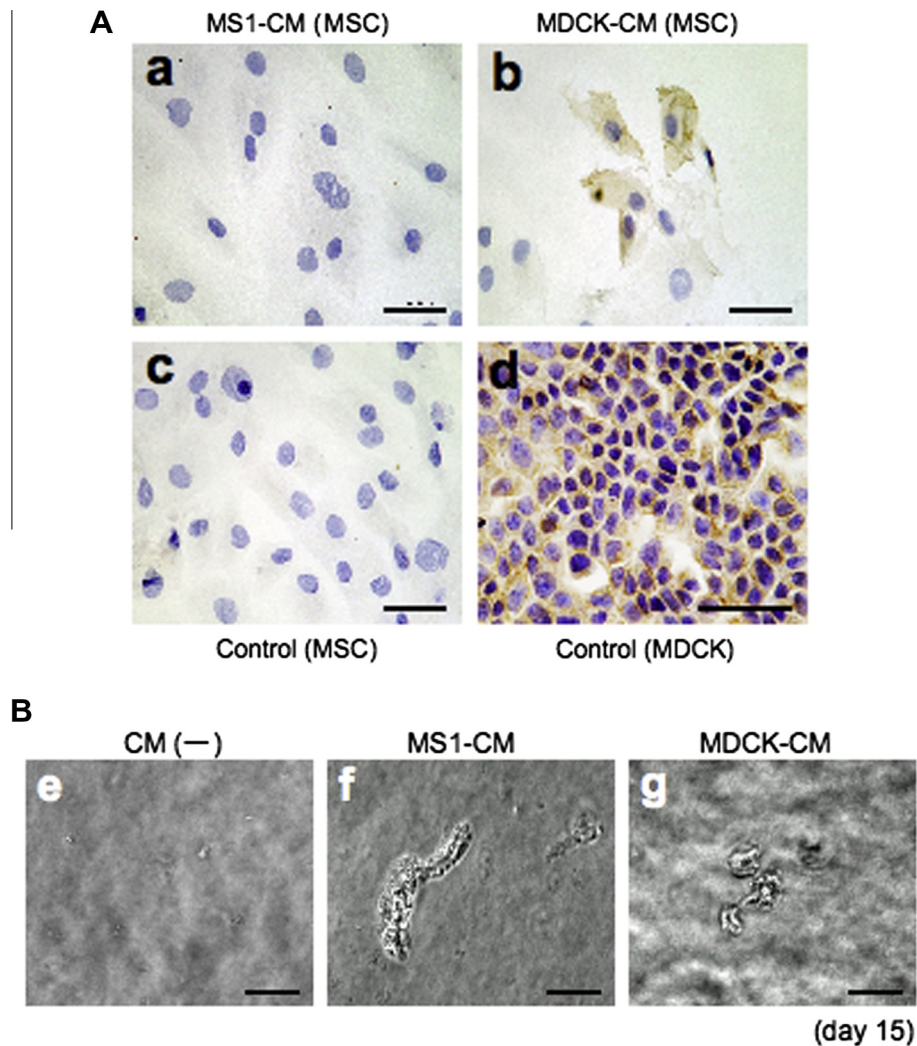 A
MS1-CM (MSC)
MDCK-CM (MSC)
a
b
c
d
Control (MSC)
Control (MDCK)
B
CM (—)
MS1-CM
MDCK-CM
e
f
g
(day 15)